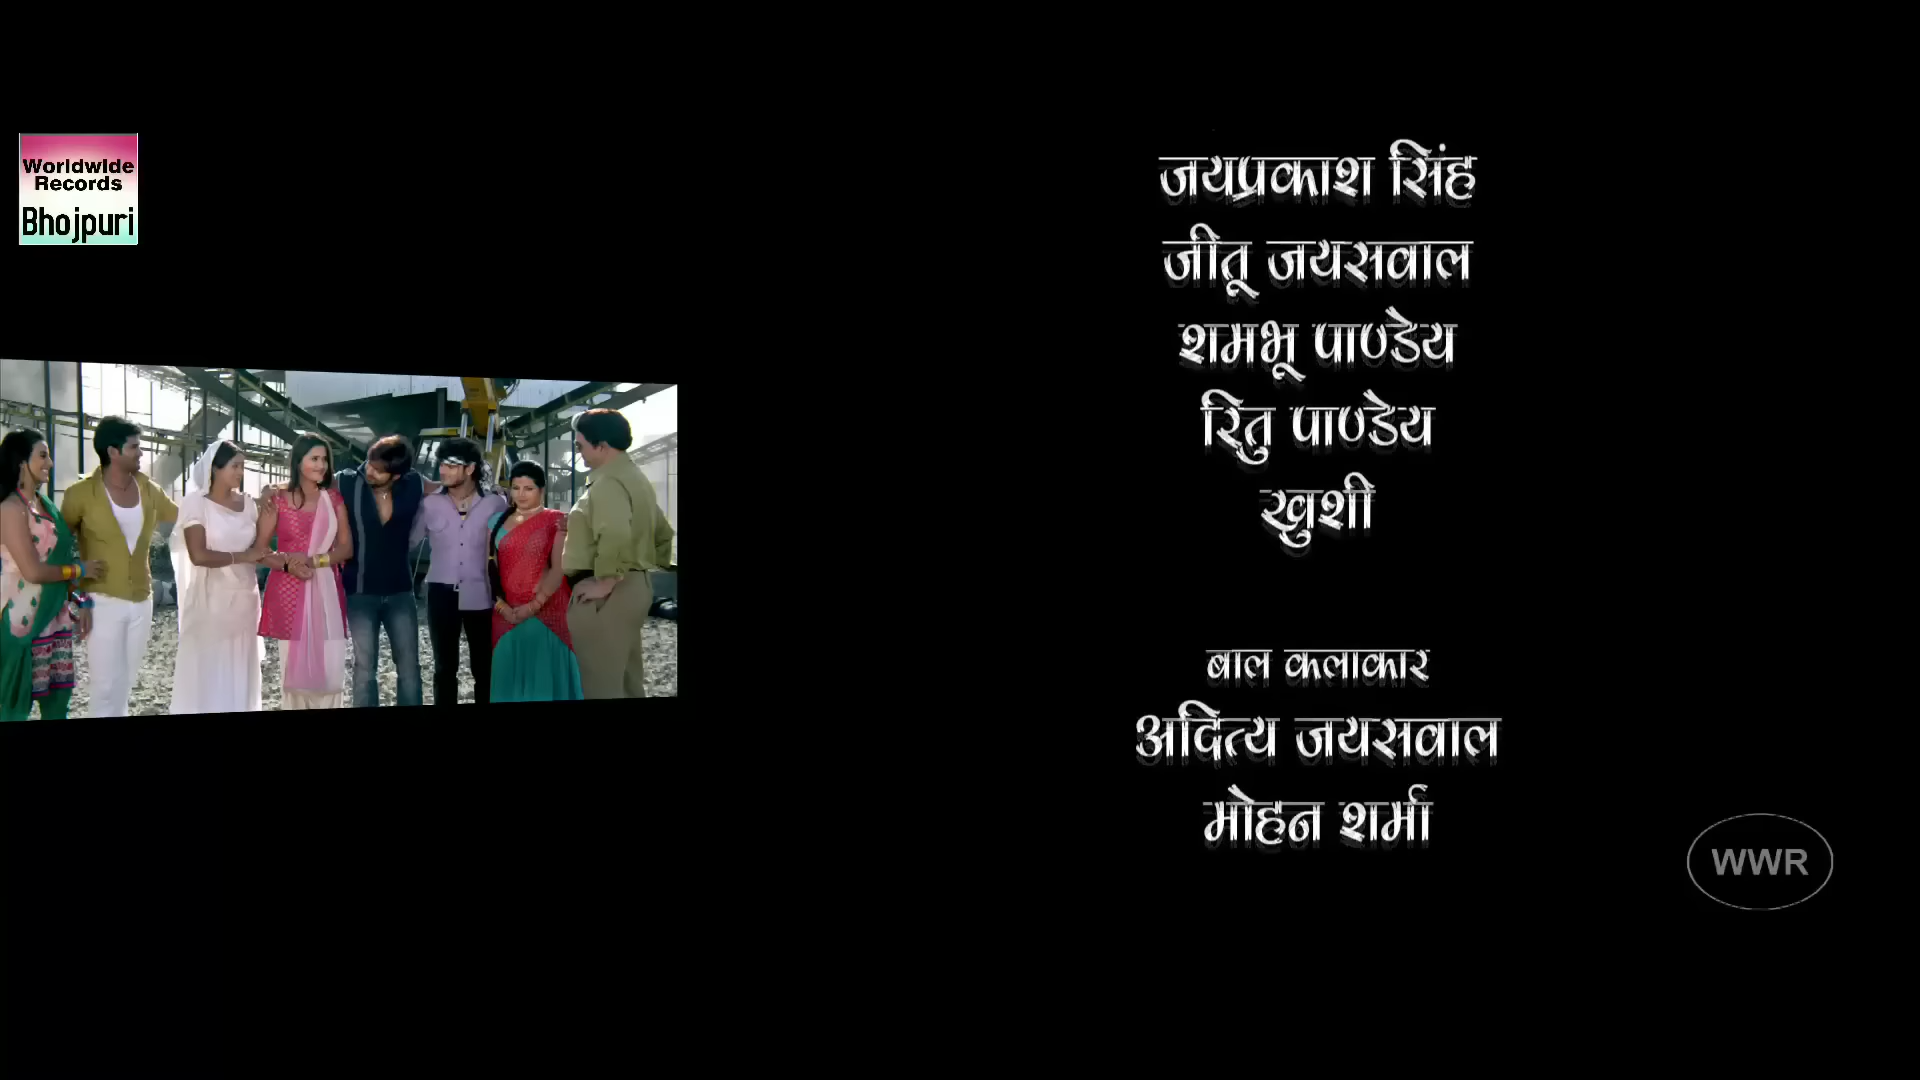 Worldwide
Records
Bhojpuri
जयप्रकाश सिंह
जीतू जयसवाल
शमभू पाण्डेय
रितु पाण्डेय
खुशी
बाल कलाकार
अदित्य जयसवाल
मोहन शर्मा
WWR